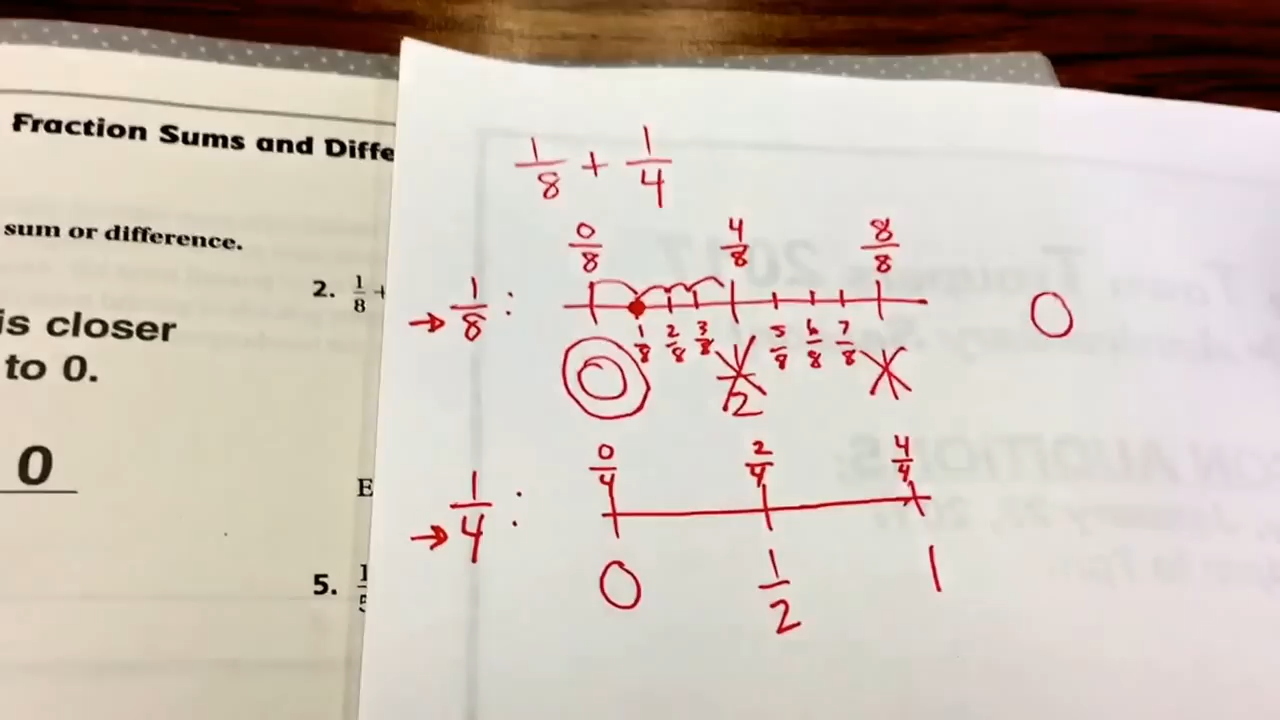 Fraction Sums and Diffe
sum or difference.
2. 1/8 +
is closer
to 0.
0
E
5. 1/5
1/8 + 1/4
0/8 4/8 8/8
→ 1/8 :
1/8 2/8 3/8 5/8 6/8 7/8
0 1/2 1
0
0/4 2/4 4/4
→ 1/4 :
0 1/2 1